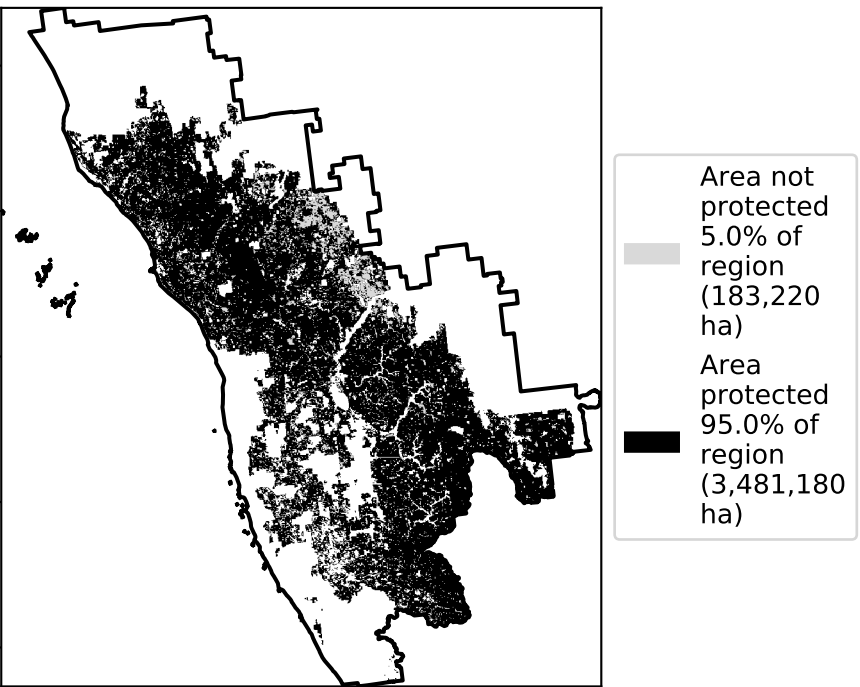 Area not
protected
5.0% of
region
(183,220
ha)
Area
protected
95.0% of
region
(3,481,180
ha)